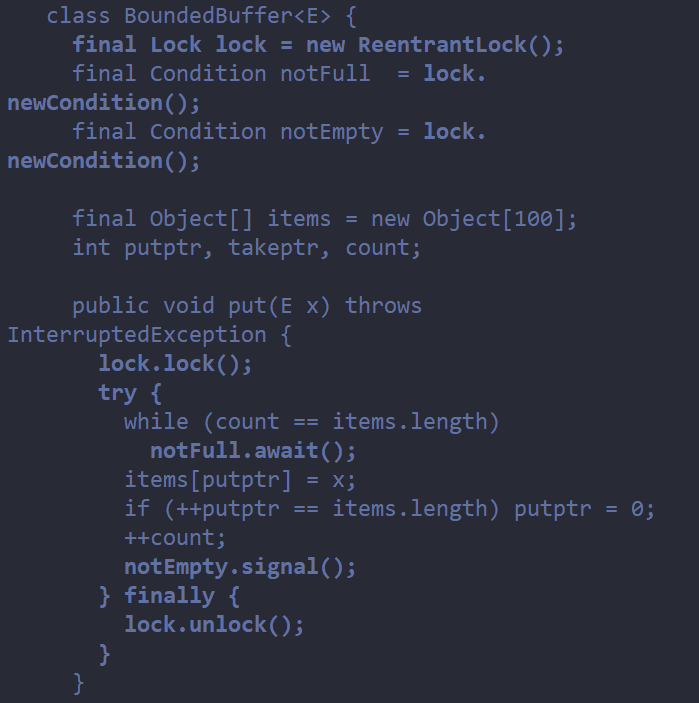 class BoundedBuffer<E> {
final Lock lock = new ReentrantLock();
final Condition notFull  = lock.
newCondition();
final Condition notEmpty = lock.
newCondition();
final Object[] items = new Object[100];
int putptr, takeptr, count;
public void put(E x) throws
InterruptedException {
lock.lock();
try {
while (count == items.length)
notFull.await();
items[putptr] = x;
if (++putptr == items.length) putptr = 0;
++count;
notEmpty.signal();
} finally {
lock.unlock();
}
}